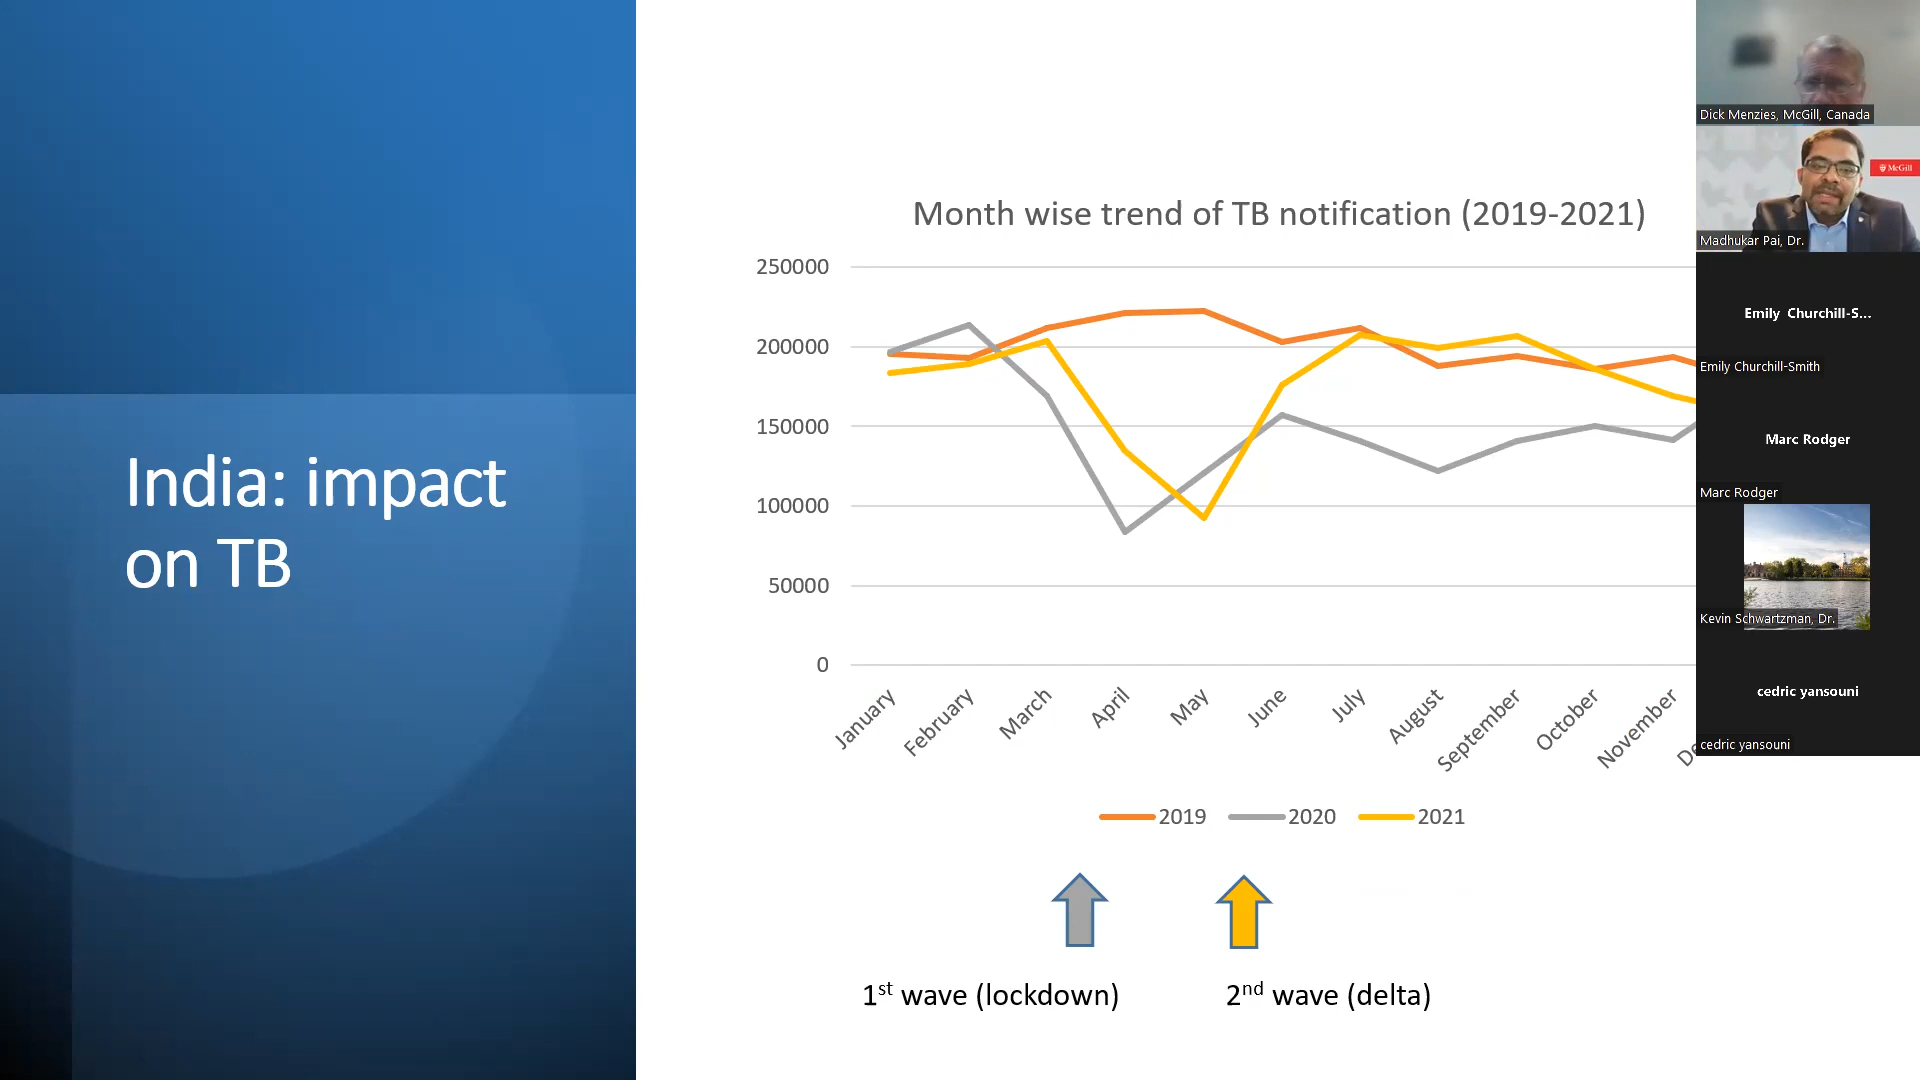 India: impact
on TB
Month wise trend of TB notification (2019-2021)
250000
200000
150000
100000
50000
0
January
February
March
April
May
June
July
August
September
October
November
2019
2020
2021
1st wave (lockdown)
2nd wave (delta)
Dick Menzies, McGill, Canada
McGill
Madhukar Pai, Dr.
Emily Churchill-S...
Emily Churchill-Smith
Marc Rodger
Marc Rodger
Kevin Schwartzman, Dr.
cedric yansouni
cedric yansouni